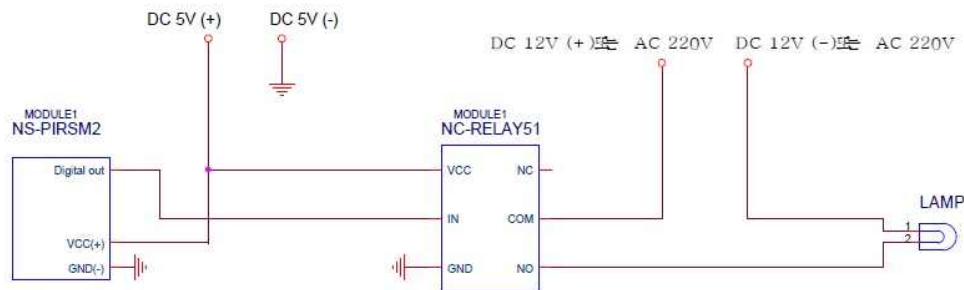 DC 5V (+) DC 5V (-)
DC 12V (+)또는 AC 220V DC 12V (-)또는 AC 220V
MODULE1
NS-PIRSM2
Digital out
VCC(+)
GND(-)
MODULE1
NC-RELAY51
VCC NC
IN COM
GND NO
LAMP
1
2